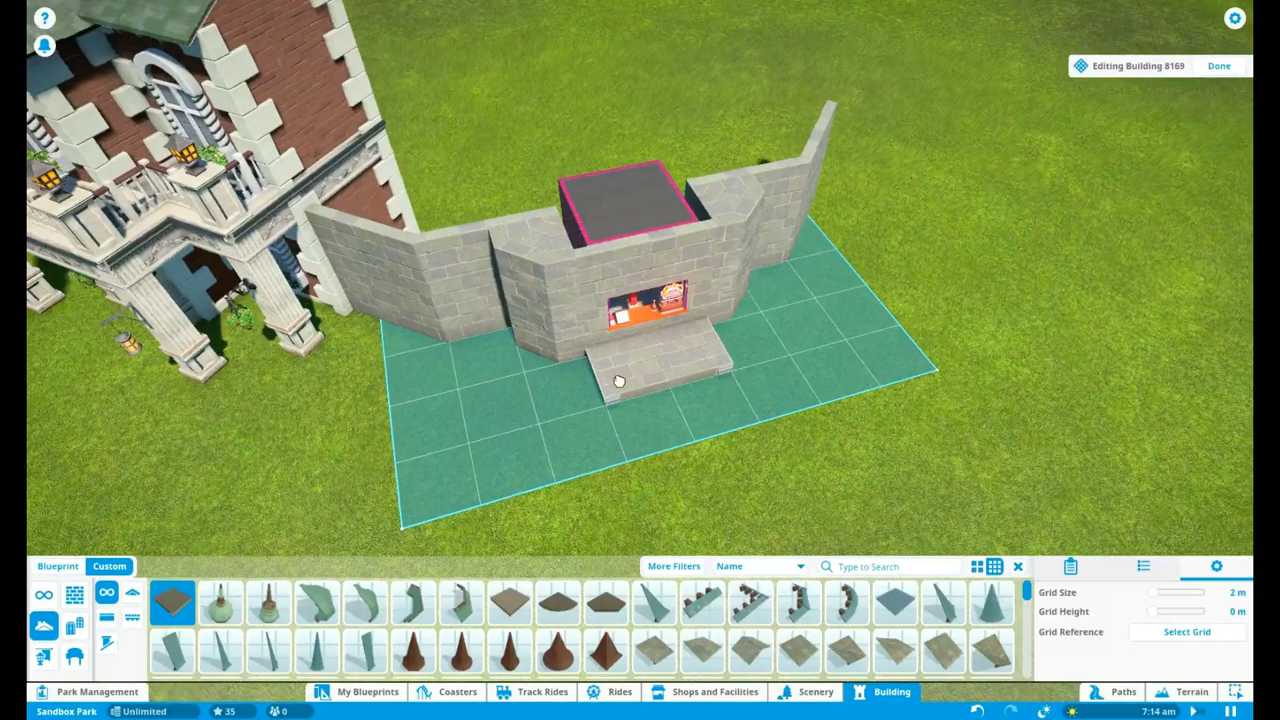 ?
Editing Building 8169 Done
Blueprint Custom More Filters Name Type to Search
Grid Size 2 m
Grid Height 0 m
Grid Reference Select Grid
Park Management My Blueprints Coasters Track Rides Rides Shops and Facilities Scenery Building Paths Terrain
Sandbox Park Unlimited 35 0 7:14 am